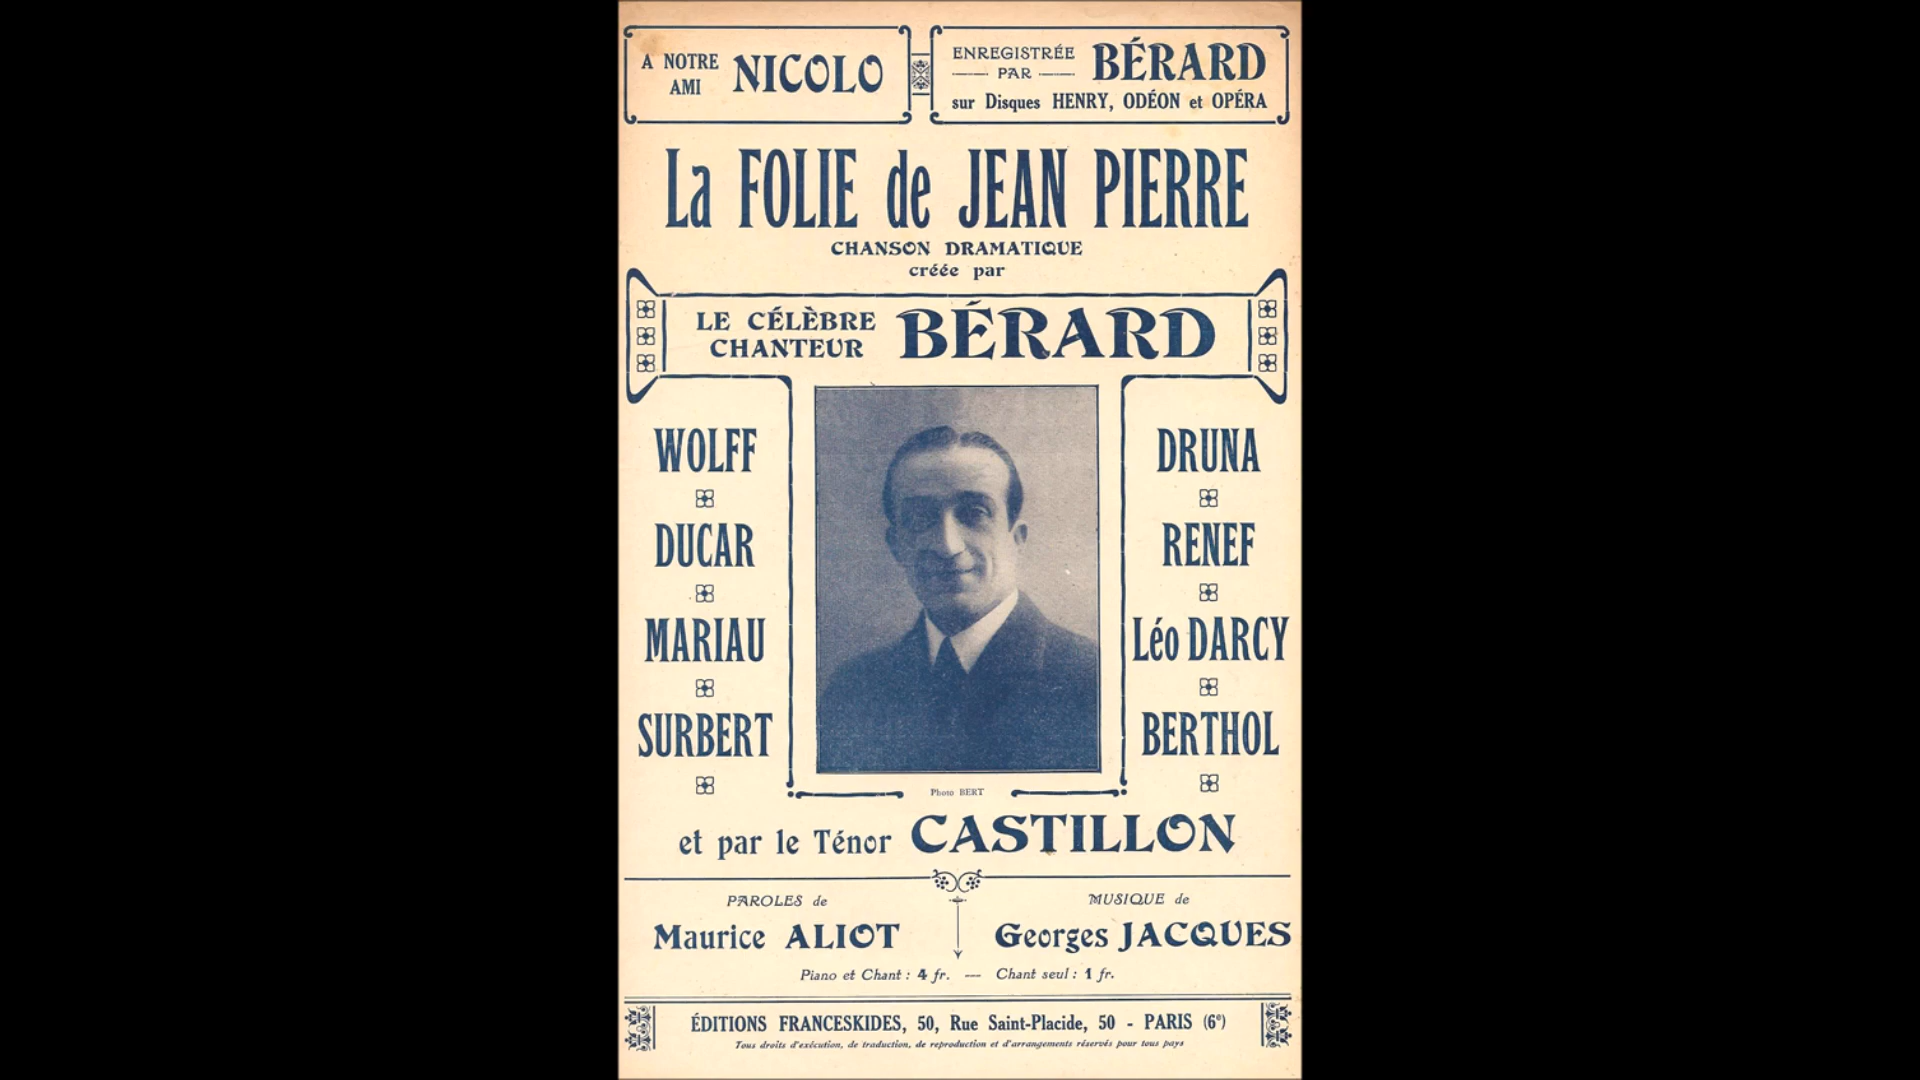 A NOTRE
AMI
NICOLO
ENREGISTRÉE
PAR
BÉRARD
sur Disques HENRY, ODÉON et OPÉRA
La FOLIE de JEAN PIERRE
CHANSON DRAMATIQUE
créée par
LE CÉLÈBRE
CHANTEUR
BÉRARD
WOLFF
DUCAR
MARIAU
SURBERT
DRUNA
RENEF
Léo DARCY
BERTHOL
Photo BERT
et par le Ténor CASTILLON
PAROLES de
Maurice ALIOT
MUSIQUE de
Georges JACQUES
Piano et Chant : 4 fr. — Chant seul : 1 fr.
ÉDITIONS FRANCESKIDES, 50, Rue Saint-Placide, 50 - PARIS (6e)
Tous droits d'exécution, de traduction, de reproduction et d'arrangements réservés pour tous pays